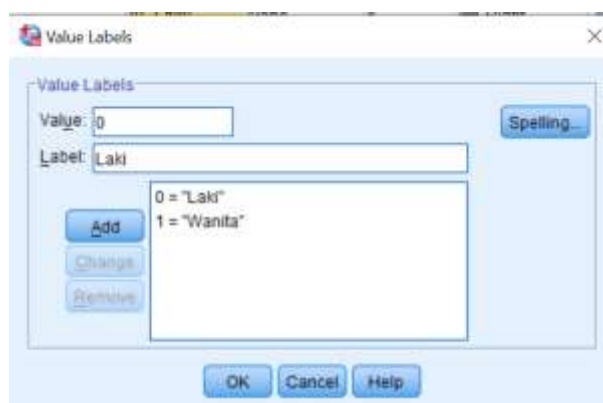 Value Labels
Value Labels
Value: 0
Spelling...
Label: Laki
0 = "Laki"
1 = "Wanita"
Add
Change
Remove
OK Cancel Help